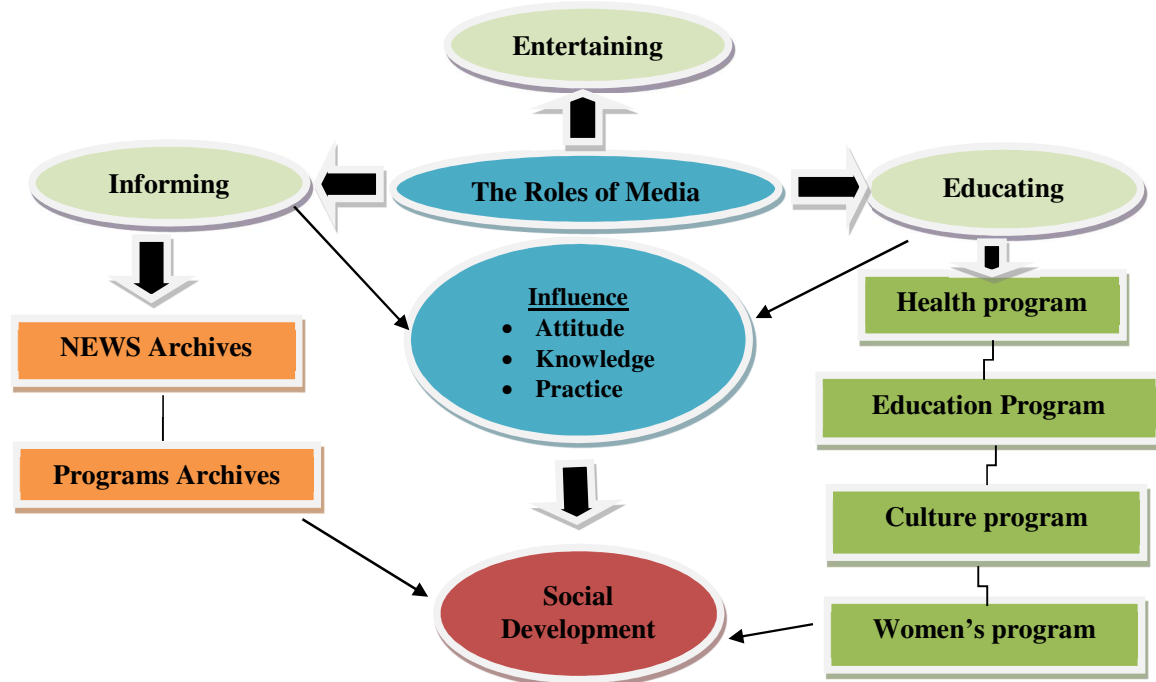 Entertaining
Informing
The Roles of Media
Educating
Influence
• Attitude
• Knowledge
• Practice
Health program
NEWS Archives
Education Program
Programs Archives
Culture program
Social
Development
Women’s program